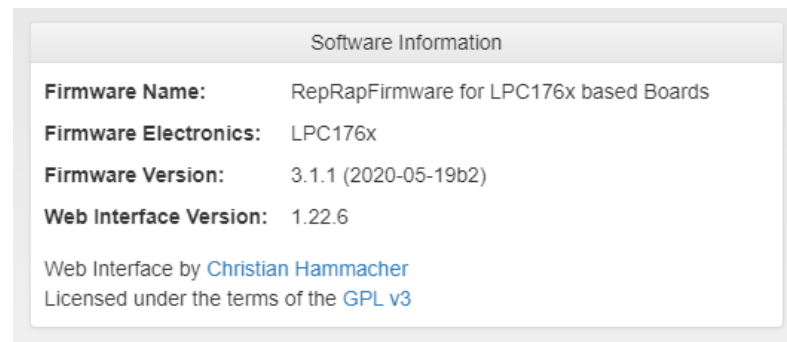 Software Information
Firmware Name: RepRapFirmware for LPC176x based Boards
Firmware Electronics: LPC176x
Firmware Version: 3.1.1 (2020-05-19b2)
Web Interface Version: 1.22.6
Web Interface by Christian Hammacher
Licensed under the terms of the GPL v3